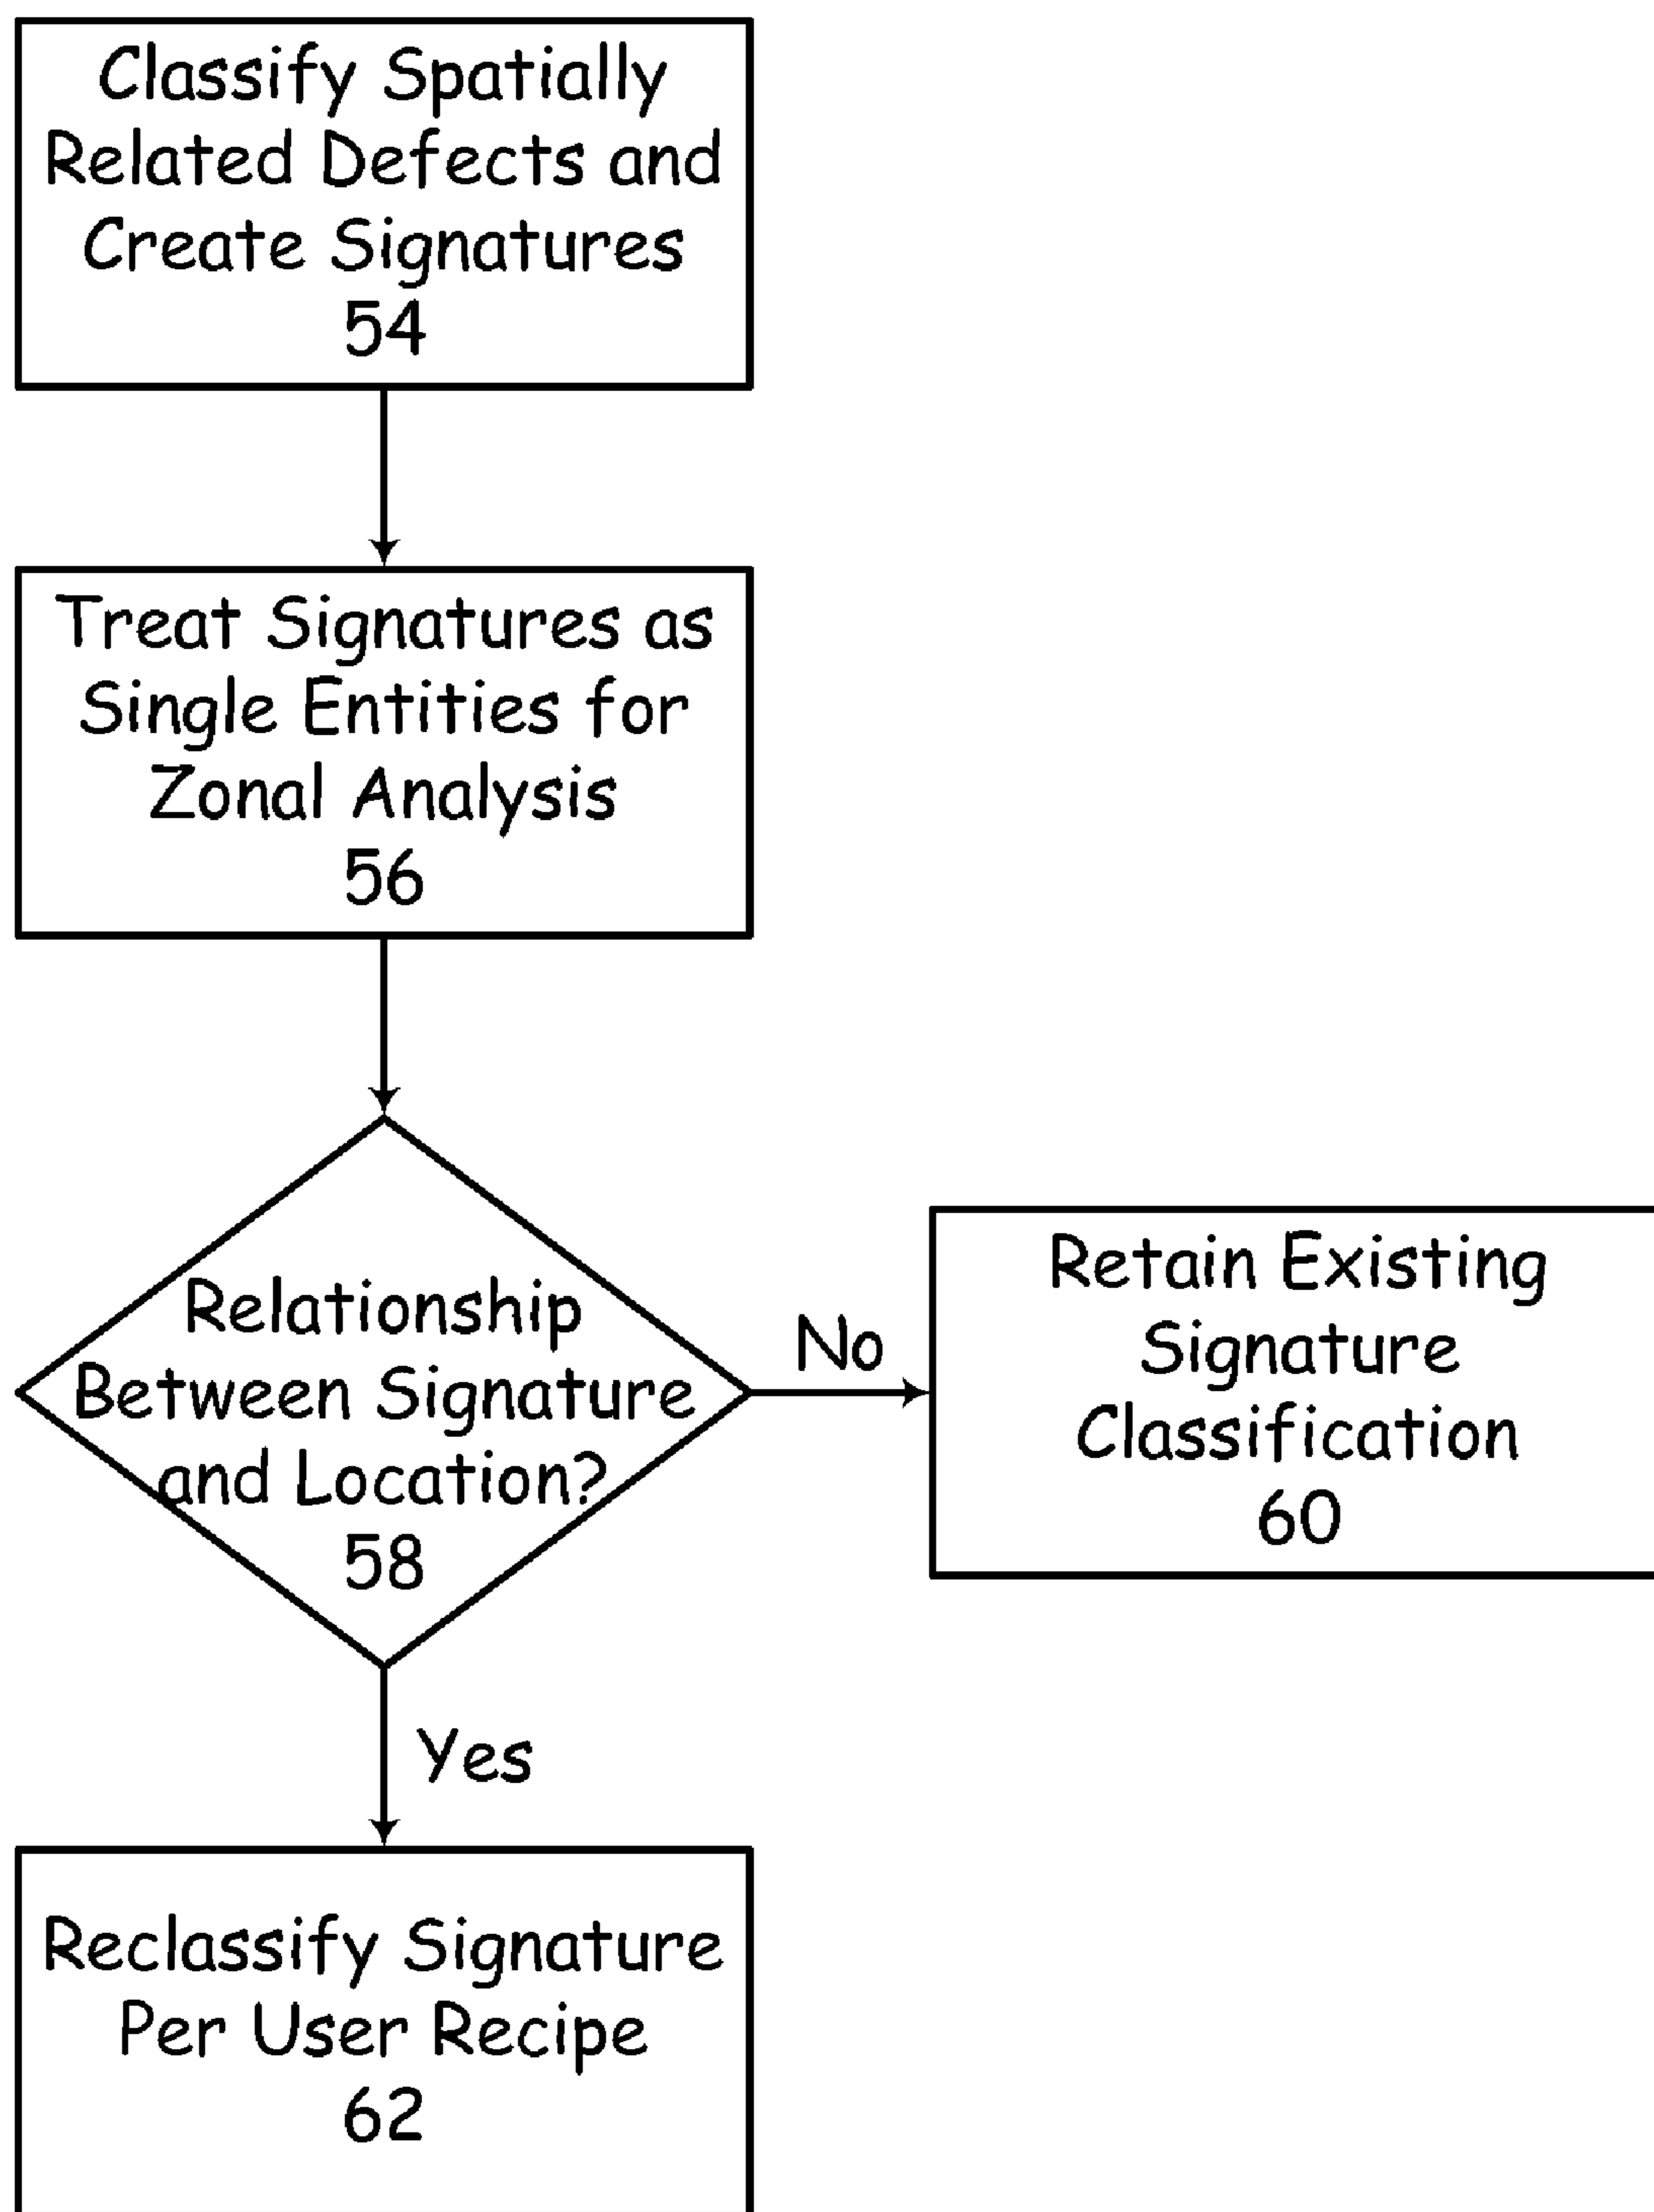 Classify Spatially
Related Defects and
Create Signatures
54
Treat Signatures as
Single Entities for
Zonal Analysis
56
Relationship
Between Signature
and Location?
58
No
Retain Existing
Signature
Classification
60
Yes
Reclassify Signature
Per User Recipe
62